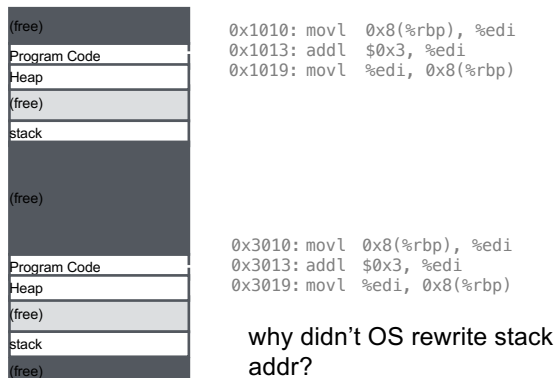 (free)
Program Code
Heap
(free)
stack
(free)
Program Code
Heap
(free)
stack
(free)
0x1010: movl 0x8(%rbp), %edi
0x1013: addl $0x3, %edi
0x1019: movl %edi, 0x8(%rbp)
0x3010: movl 0x8(%rbp), %edi
0x3013: addl $0x3, %edi
0x3019: movl %edi, 0x8(%rbp)
why didn’t OS rewrite stack
addr?